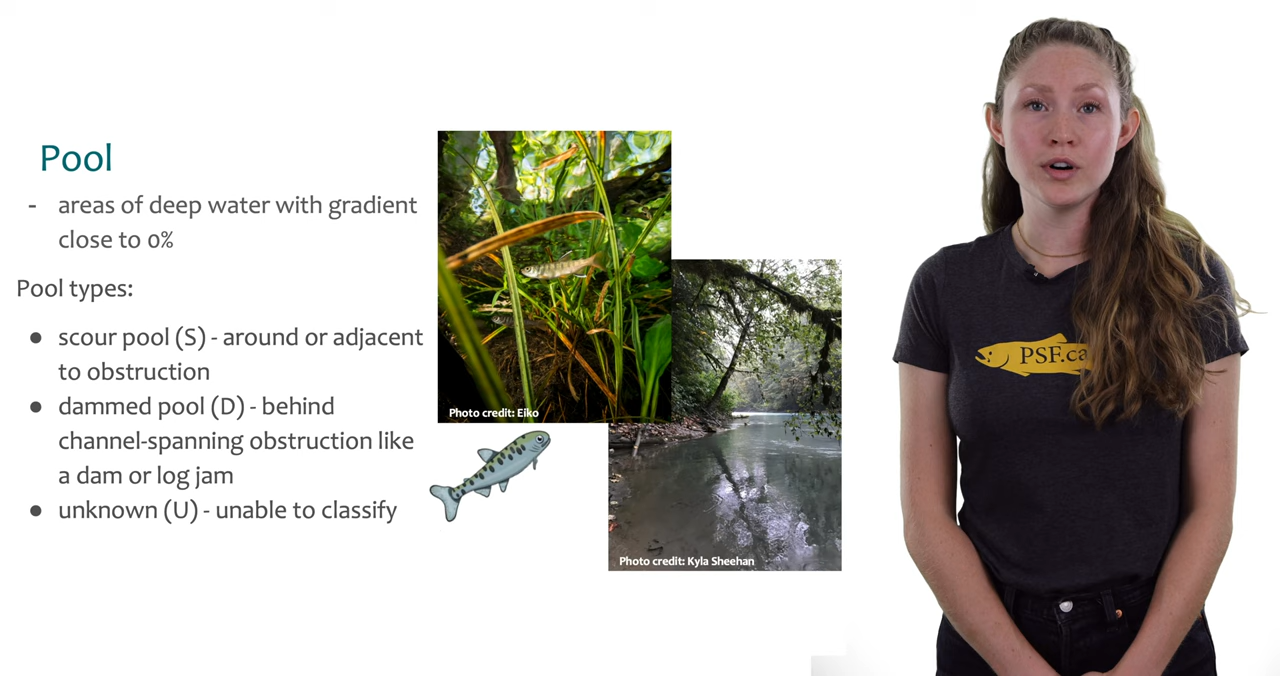 Pool
- areas of deep water with gradient
close to 0%
Pool types:
● scour pool (S) - around or adjacent
to obstruction
● dammed pool (D) - behind
channel-spanning obstruction like
a dam or log jam
● unknown (U) - unable to classify
Photo credit: Eiko
Photo credit: Kyla Sheehan
PSF.ca